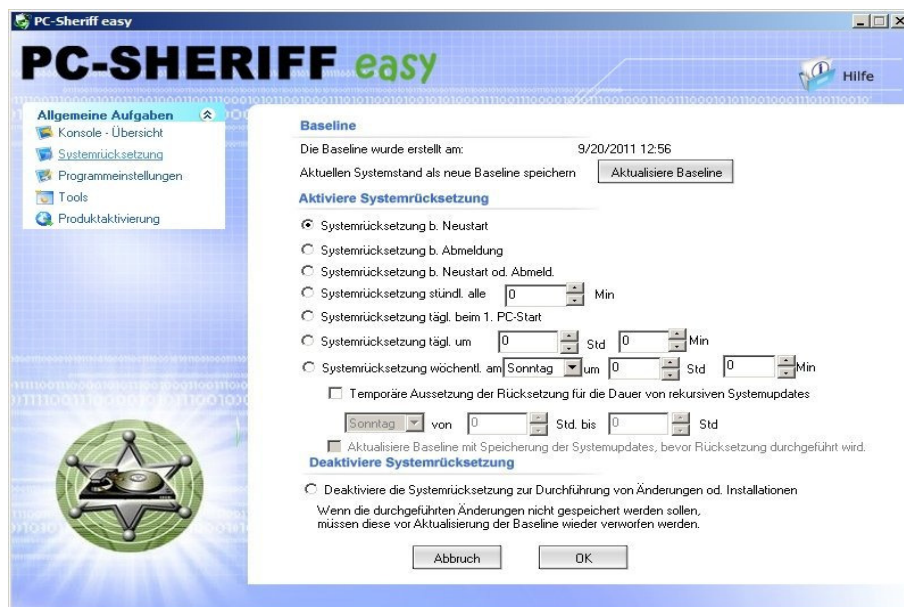 PC-Sheriff easy
PC-SHERIFF easy
Hilfe
Allgemeine Aufgaben
Konsole - Übersicht
Systemrücksetzung
Programmeinstellungen
Tools
Produktaktivierung
Baseline
Die Baseline wurde erstellt am: 9/20/2011 12:56
Aktuellen Systemstand als neue Baseline speichern Aktualisiere Baseline
Aktiviere Systemrücksetzung
Systemrücksetzung b. Neustart
Systemrücksetzung b. Abmeldung
Systemrücksetzung b. Neustart od. Abmeld.
Systemrücksetzung stündl. alle 0 Min
Systemrücksetzung tägl. beim 1. PC-Start
Systemrücksetzung tägl. um 0 Std 0 Min
Systemrücksetzung wöchentl. am Sonntag um 0 Std 0 Min
Temporäre Aussetzung der Rücksetzung für die Dauer von rekursiven Systemupdates
Sonntag von 0 Std. bis 0 Std
Aktualisiere Baseline mit Speicherung der Systemupdates, bevor Rücksetzung durchgeführt wird.
Deaktiviere Systemrücksetzung
Deaktiviere die Systemrücksetzung zur Durchführung von Änderungen od. Installationen
Wenn die durchgeführten Änderungen nicht gespeichert werden sollen,
müssen diese vor Aktualisierung der Baseline wieder verworfen werden.
Abbruch OK